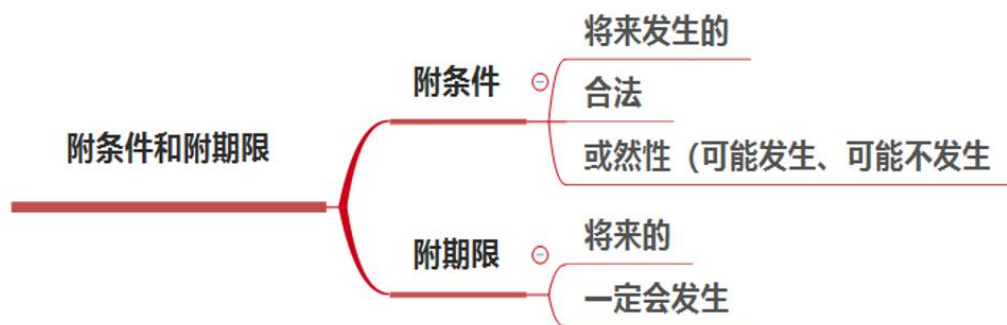 附条件和附期限
附条件
将来发生的
合法
或然性（可能发生、可能不发生
附期限
将来的
一定会发生